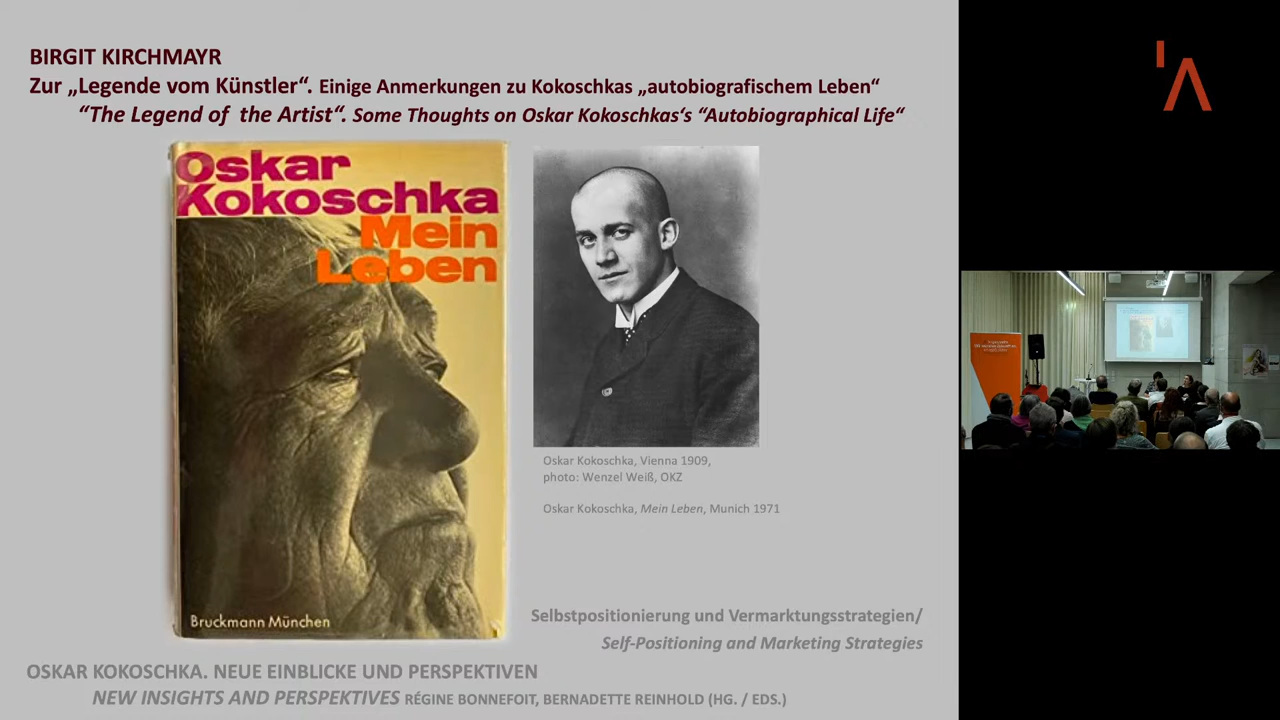 BIRGIT KIRCHMAYR
Zur „Legende vom Künstler“. Einige Anmerkungen zu Kokoschkas „autobiografischem Leben“
“The Legend of the Artist“. Some Thoughts on Oskar Kokoschkas‘s “Autobiographical Life“
Oskar
Kokoschka
Mein
Leben
Bruckmann München
Oskar Kokoschka, Vienna 1909,
photo: Wenzel Weiß, OKZ
Oskar Kokoschka, Mein Leben, Munich 1971
Selbstpositionierung und Vermarktungsstrategien/
Self-Positioning and Marketing Strategies
OSKAR KOKOSCHKA. NEUE EINBLICKE UND PERSPEKTIVEN
NEW INSIGHTS AND PERSPEKTIVES RÉGINE BONNEFOIT, BERNADETTE REINHOLD (HG. / EDS.)